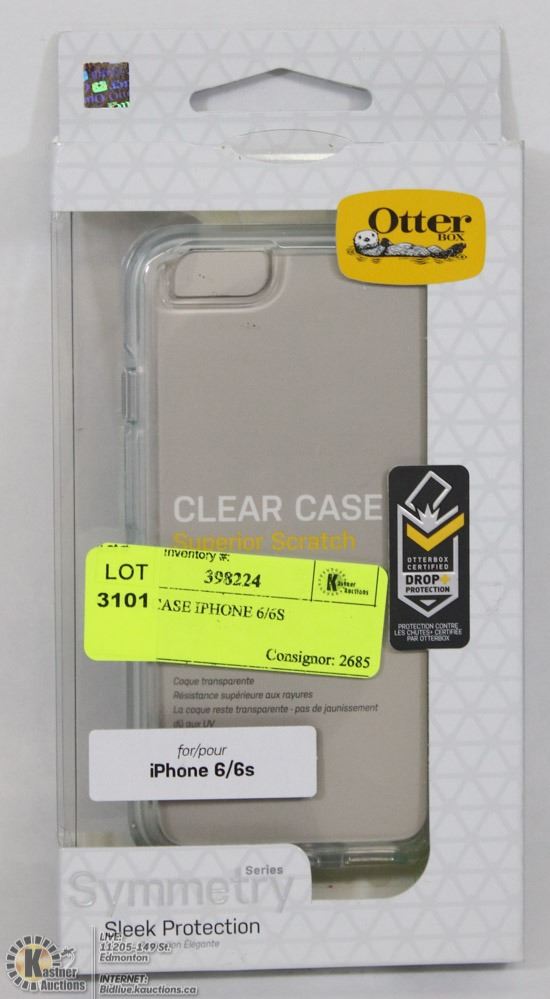 Otter
BOX
CLEAR CASE
Superior Scratch
OTTERBOX
CERTIFIED
DROP+
PROTECTION
PROTECTION CONTRE
LES CHUTES+ CERTIFIÉE
PAR OTTERBOX
Inventory #:
LOT
398224
Kastner
Auctions
3101
CASE IPHONE 6/6S
Consignor: 2685
Coque transparente
Résistance supérieure aux rayures
La coque reste transparente - pas de jaunissement
dû aux UV
for/pour
iPhone 6/6s
Series
Symmetry
Sleek Protection
Élégante
Kastner
Auctions
LIVE:
11205-149 St.
Edmonton
INTERNET:
Bidlive.kauctions.ca